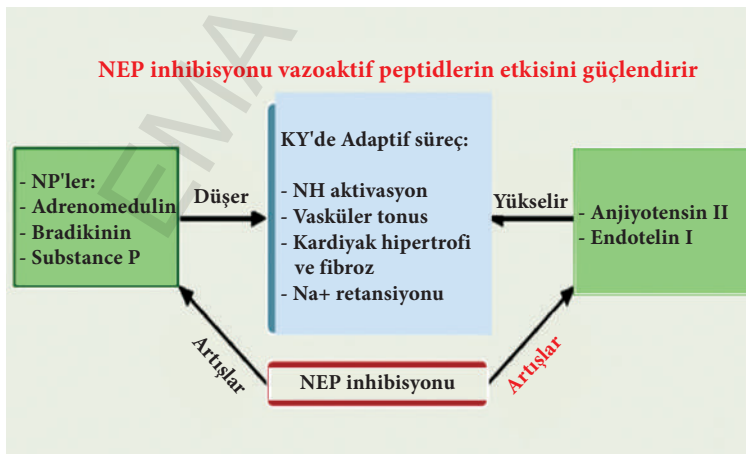 NEP inhibisyonu vazoaktif peptidlerin etkisini güçlendirir
EMA
- NP'ler:
- Adrenomedulin
- Bradikinin
- Substance P
Düşer
KY'de Adaptif süreç:
- NH aktivasyon
- Vasküler tonus
- Kardiyak hipertrofi
ve fibroz
- Na+ retansiyonu
Yükselir
- Anjiyotensin II
- Endotelin I
Artışlar
NEP inhibisyonu
Artışlar